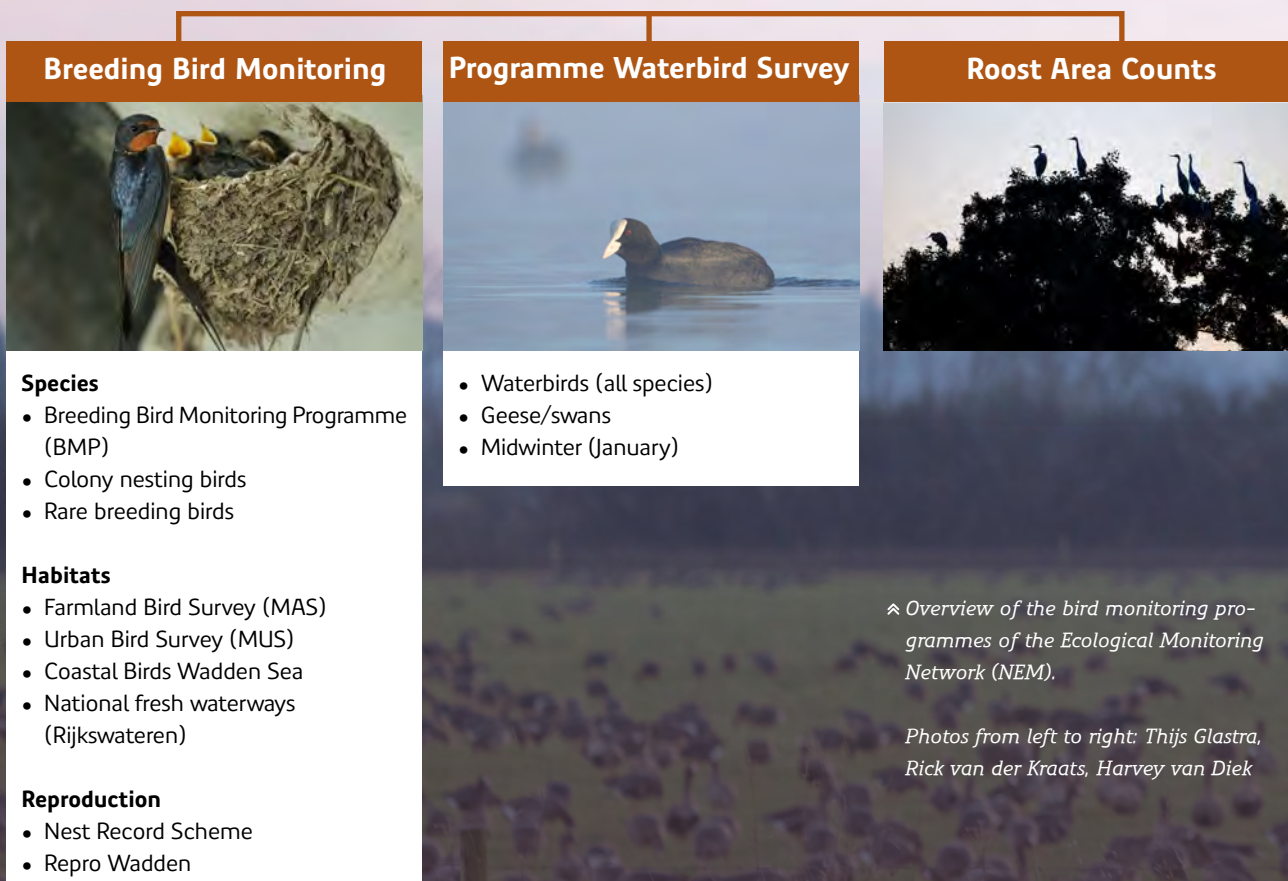 Breeding Bird Monitoring
Species
• Breeding Bird Monitoring Programme
(BMP)
• Colony nesting birds
• Rare breeding birds
Habitats
• Farmland Bird Survey (MAS)
• Urban Bird Survey (MUS)
• Coastal Birds Wadden Sea
• National fresh waterways
(Rijkswateren)
Reproduction
• Nest Record Scheme
• Repro Wadden
Programme Waterbird Survey
• Waterbirds (all species)
• Geese/swans
• Midwinter (January)
Roost Area Counts
Overview of the bird monitoring pro-
grammes of the Ecological Monitoring
Network (NEM).
Photos from left to right: Thijs Glastra,
Rick van der Kraats, Harvey van Diek